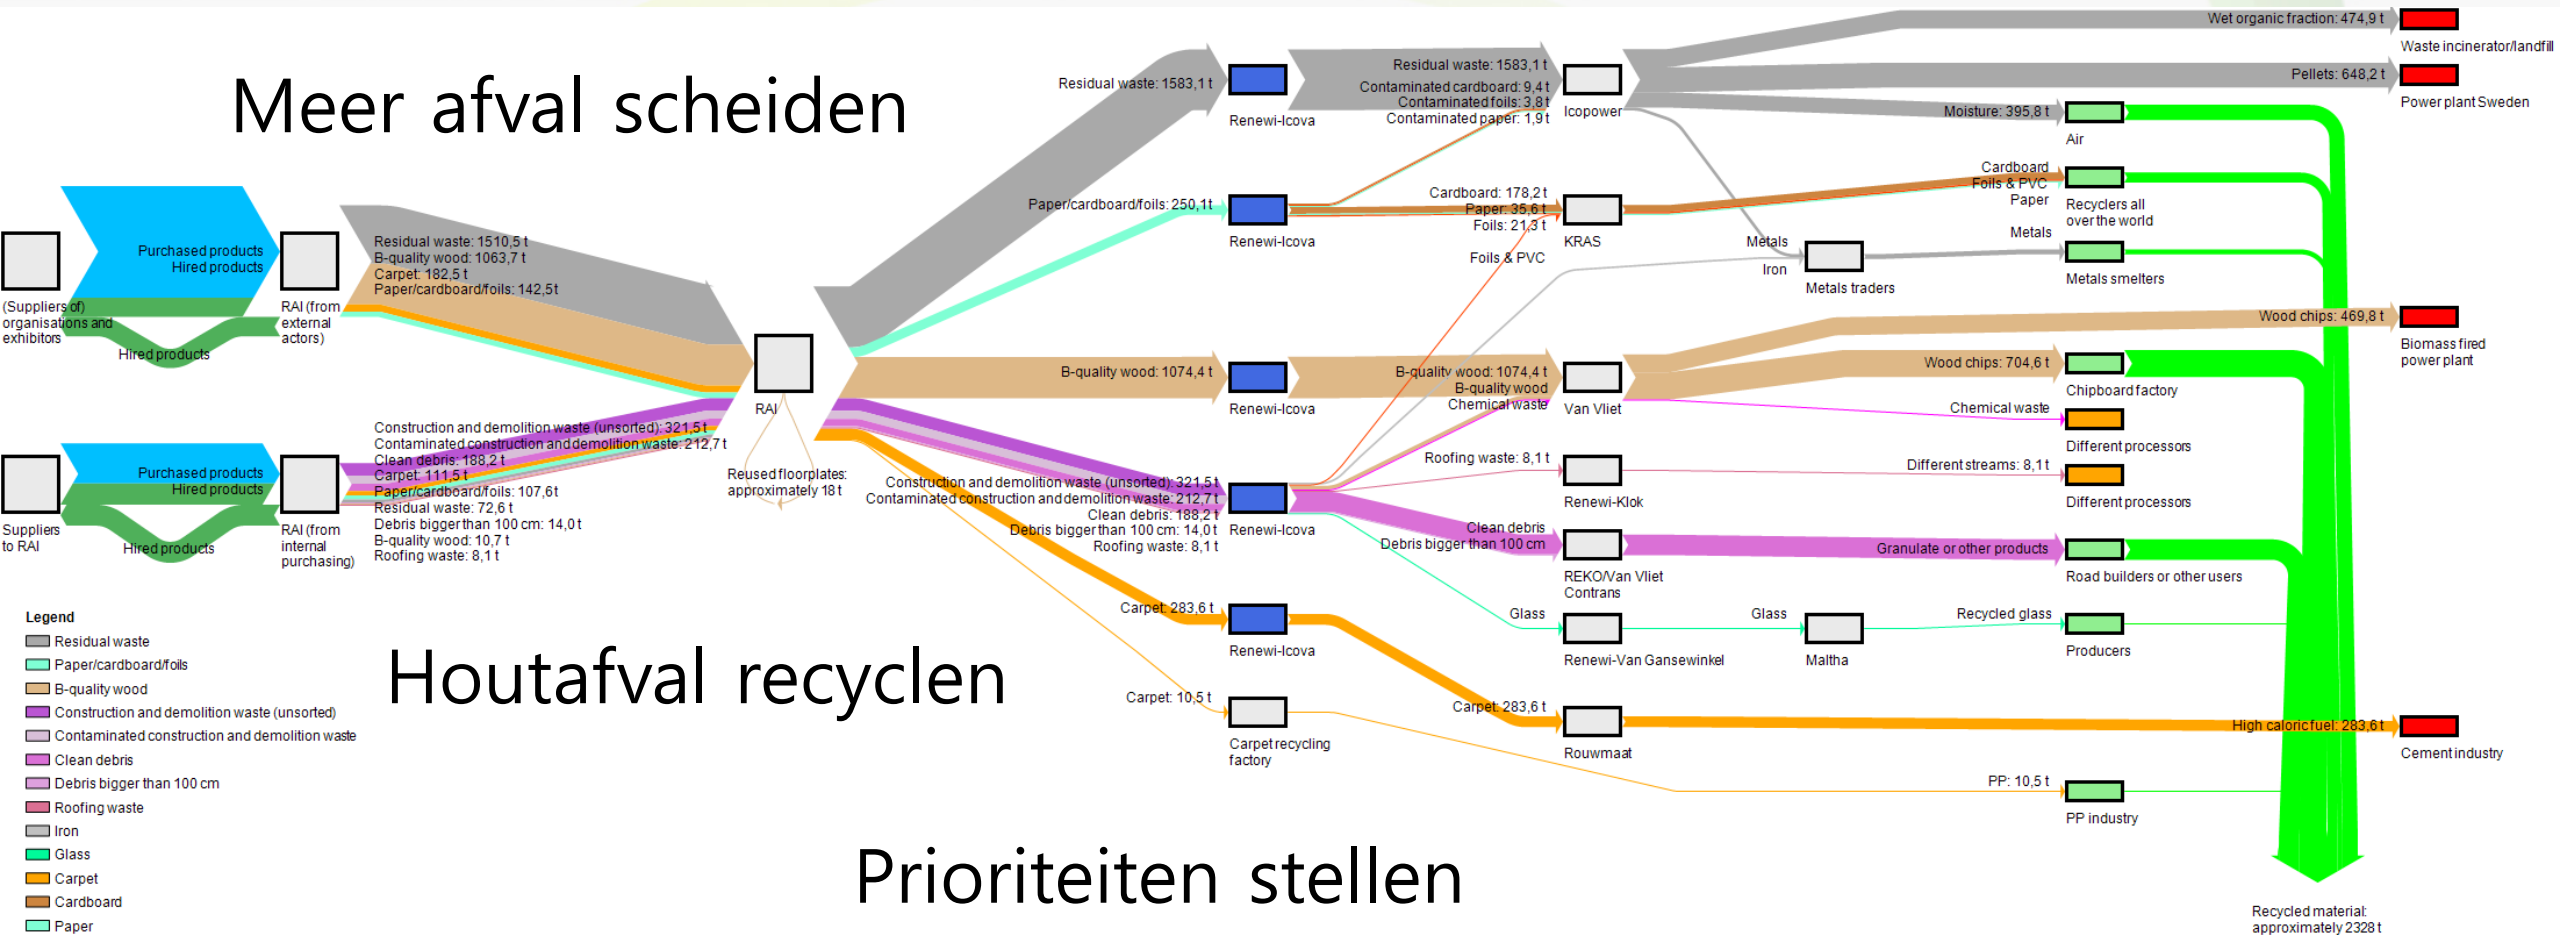 Meer afval scheiden
Houtafval recyclen
Prioriteiten stellen
(Suppliers of)
organisations and
exhibitors
Purchased products
Hired products
Hired products
RAI (from
external
actors)
Residual waste: 1510,5 t
B-quality wood: 1063,7 t
Carpet: 182,5 t
Paper/cardboard/foils: 142,5t
Suppliers
to RAI
Purchased products
Hired products
Hired products
RAI (from
internal
purchasing)
Construction and demolition waste (unsorted): 321,5t
Contaminated construction and demolition waste: 212,7t
Clean debris: 188,2 t
Carpet: 111,5 t
Paper/cardboard/foils: 107,6t
Residual waste: 72,6 t
Debris bigger than 100 cm: 14,0t
B-quality wood: 10,7 t
Roofing waste: 8,1 t
RAI
Reused floorplates:
approximately 18 t
Residual waste: 1583,1 t
Renewi-Icova
Paper/cardboard/foils: 250,1t
Renewi-Icova
B-quality wood: 1074,4 t
Renewi-Icova
Construction and demolition waste (unsorted): 321,5t
Contaminated construction and demolition waste: 212,7t
Clean debris: 188,2 t
Debris bigger than 100 cm: 14,0t
Roofing waste: 8,1 t
Renewi-Icova
Carpet: 283,6 t
Renewi-Icova
Carpet: 10,5 t
Carpet recycling
factory
Residual waste: 1583,1 t
Contaminated cardboard: 9,4t
Contaminated foils: 3,8t
Contaminated paper: 1,9t
Icopower
Cardboard: 178,2 t
Paper: 35,6 t
Foils: 21,3 t
Foils & PVC
KRAS
Metals
Iron
Metals traders
B-quality wood: 1074,4 t
B-quality wood
Chemical waste
Van Vliet
Roofing waste: 8,1 t
Renewi-Klok
Clean debris
Debris bigger than 100 cm
REKO/Van Vliet
Contrans
Glass
Renewi-Van Gansewinkel
Glass
Maltha
Carpet: 283,6 t
Rouwmaat
Wet organic fraction: 474,9 t
Waste incinerator/landfill
Pellets: 648,2 t
Power plant Sweden
Moisture: 395,8 t
Air
Cardboard
Foils & PVC
Paper
Recyclers all
over the world
Metals
Metals smelters
Wood chips: 469,8 t
Biomass fired
power plant
Wood chips: 704,6 t
Chipboard factory
Chemical waste
Different processors
Different streams: 8,1 t
Different processors
Granulate or other products
Road builders or other users
Recycled glass
Producers
High caloric fuel: 283,6 t
Cement industry
PP: 10,5 t
PP industry
Recycled material:
approximately 2328 t
Legend
Residual waste
Paper/cardboard/foils
B-quality wood
Construction and demolition waste (unsorted)
Contaminated construction and demolition waste
Clean debris
Debris bigger than 100 cm
Roofing waste
Iron
Glass
Carpet
Cardboard
Paper